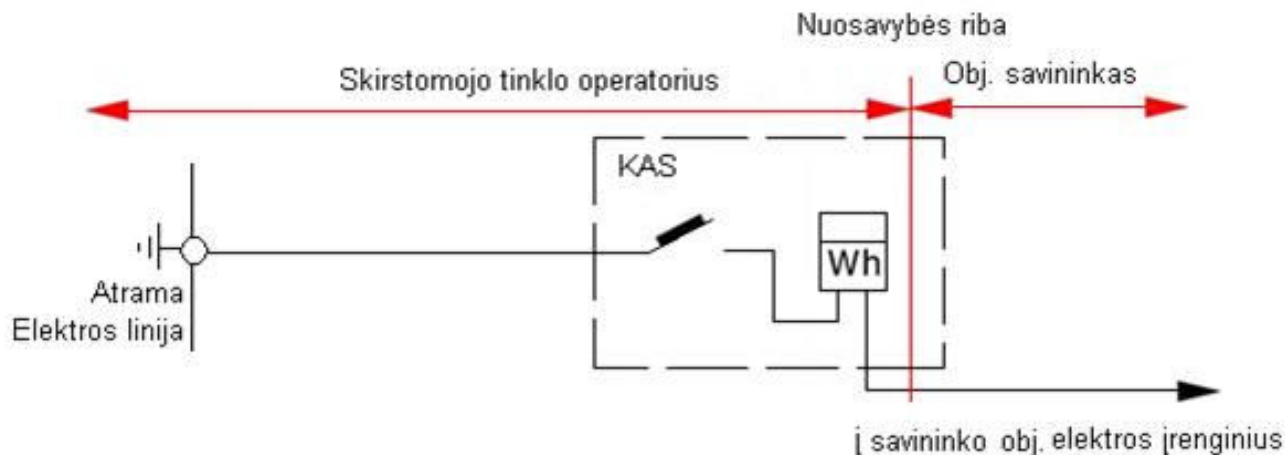 Nuosavybės riba
Skirstomojo tinklo operatorius
Obj. savininkas
KAS
Wh
Atrama
Elektros linija
į savininko obj. elektros įrenginius